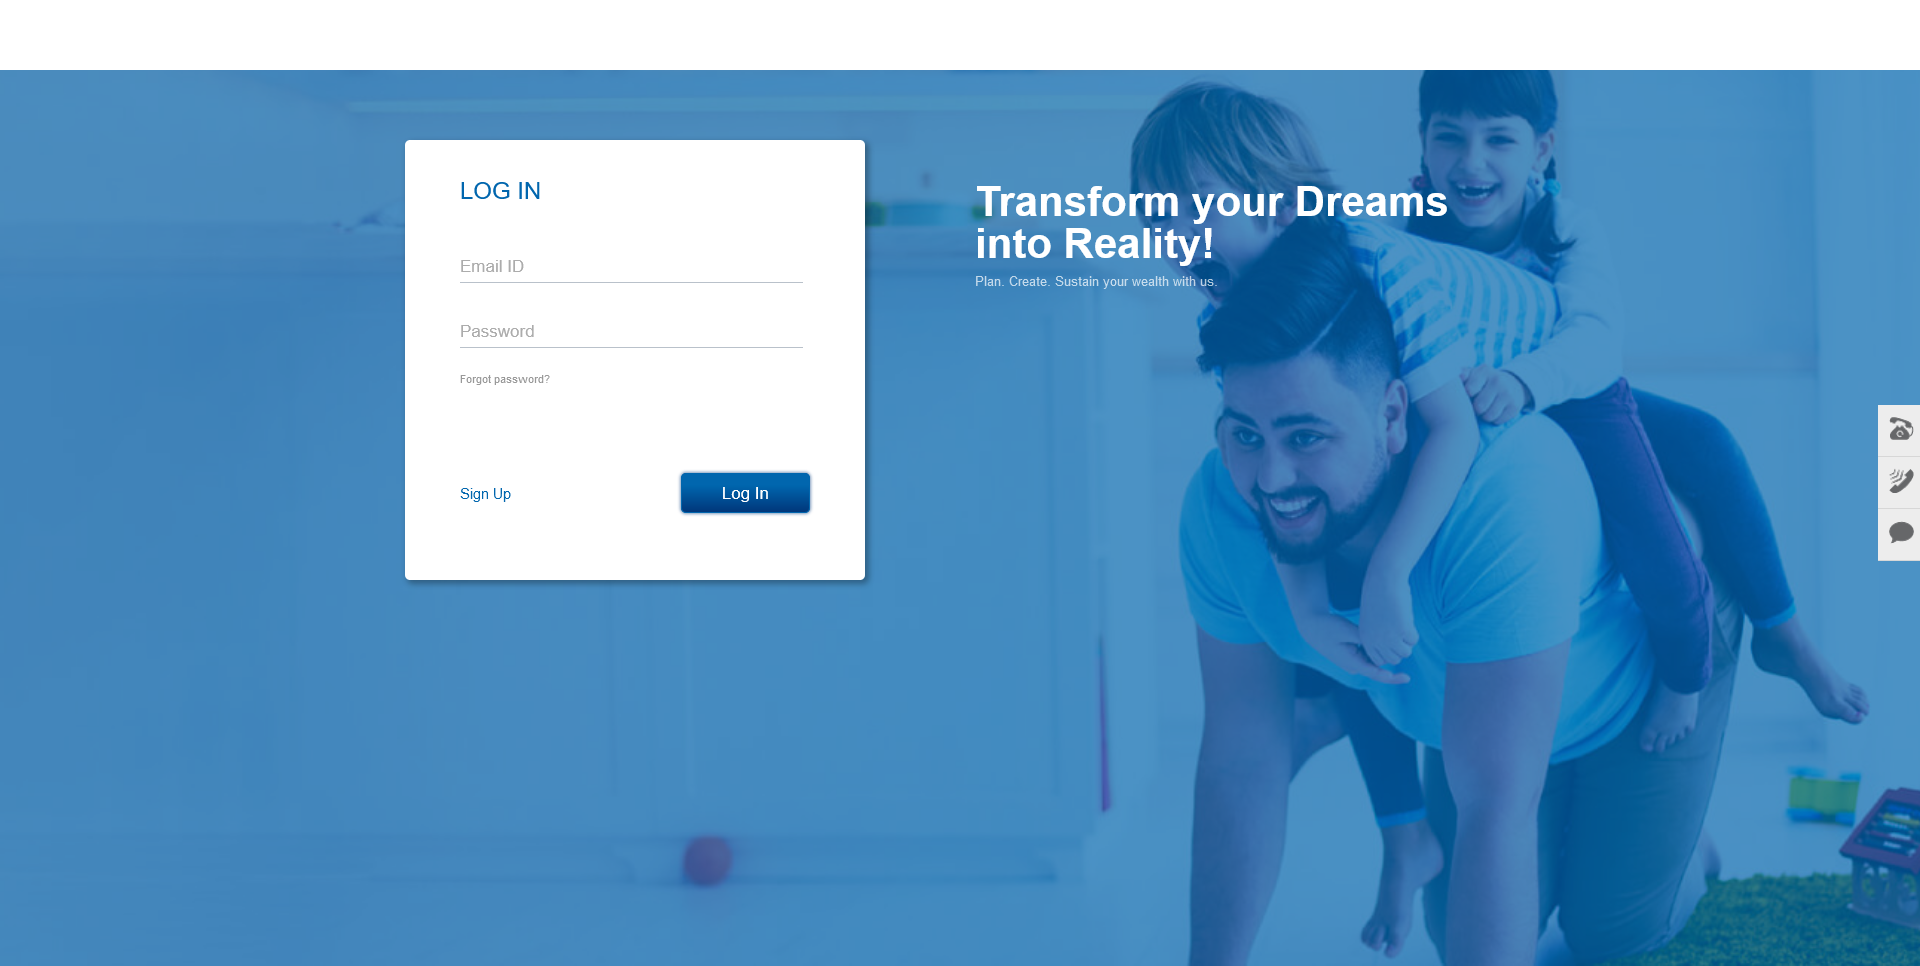 LOG IN
Email ID
Password
Forgot password?
Sign Up
Log In
Transform your Dreams
into Reality!
Plan. Create. Sustain your wealth with us.